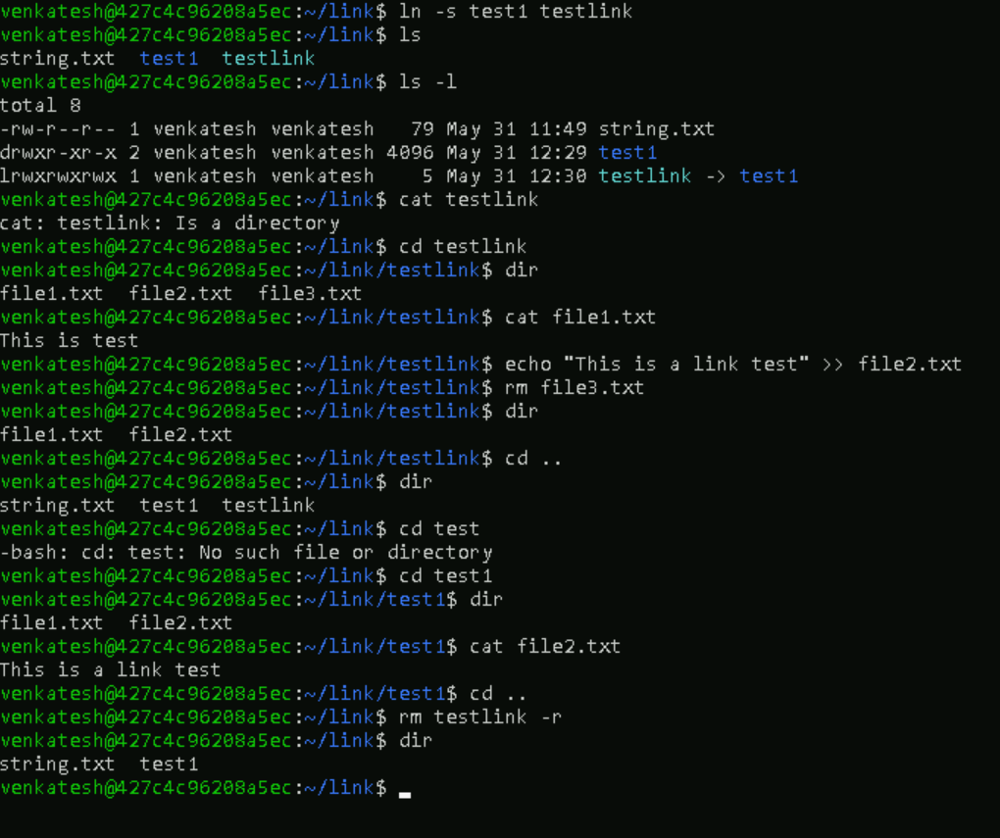 venkatesh@427c4c96208a5ec:~/link$ ln -s test1 testlink
venkatesh@427c4c96208a5ec:~/link$ ls
string.txt  test1  testlink
venkatesh@427c4c96208a5ec:~/link$ ls -l
total 8
-rw-r--r-- 1 venkatesh venkatesh   79 May 31 11:49 string.txt
drwxr-xr-x 2 venkatesh venkatesh 4096 May 31 12:29 test1
lrwxrwxrwx 1 venkatesh venkatesh    5 May 31 12:30 testlink -> test1
venkatesh@427c4c96208a5ec:~/link$ cat testlink
cat: testlink: Is a directory
venkatesh@427c4c96208a5ec:~/link$ cd testlink
venkatesh@427c4c96208a5ec:~/link/testlink$ dir
file1.txt  file2.txt  file3.txt
venkatesh@427c4c96208a5ec:~/link/testlink$ cat file1.txt
This is test
venkatesh@427c4c96208a5ec:~/link/testlink$ echo "This is a link test" >> file2.txt
venkatesh@427c4c96208a5ec:~/link/testlink$ rm file3.txt
venkatesh@427c4c96208a5ec:~/link/testlink$ dir
file1.txt  file2.txt
venkatesh@427c4c96208a5ec:~/link/testlink$ cd ..
venkatesh@427c4c96208a5ec:~/link$ dir
string.txt  test1  testlink
venkatesh@427c4c96208a5ec:~/link$ cd test
-bash: cd: test: No such file or directory
venkatesh@427c4c96208a5ec:~/link$ cd test1
venkatesh@427c4c96208a5ec:~/link/test1$ dir
file1.txt  file2.txt
venkatesh@427c4c96208a5ec:~/link/test1$ cat file2.txt
This is a link test
venkatesh@427c4c96208a5ec:~/link/test1$ cd ..
venkatesh@427c4c96208a5ec:~/link$ rm testlink -r
venkatesh@427c4c96208a5ec:~/link$ dir
string.txt  test1
venkatesh@427c4c96208a5ec:~/link$